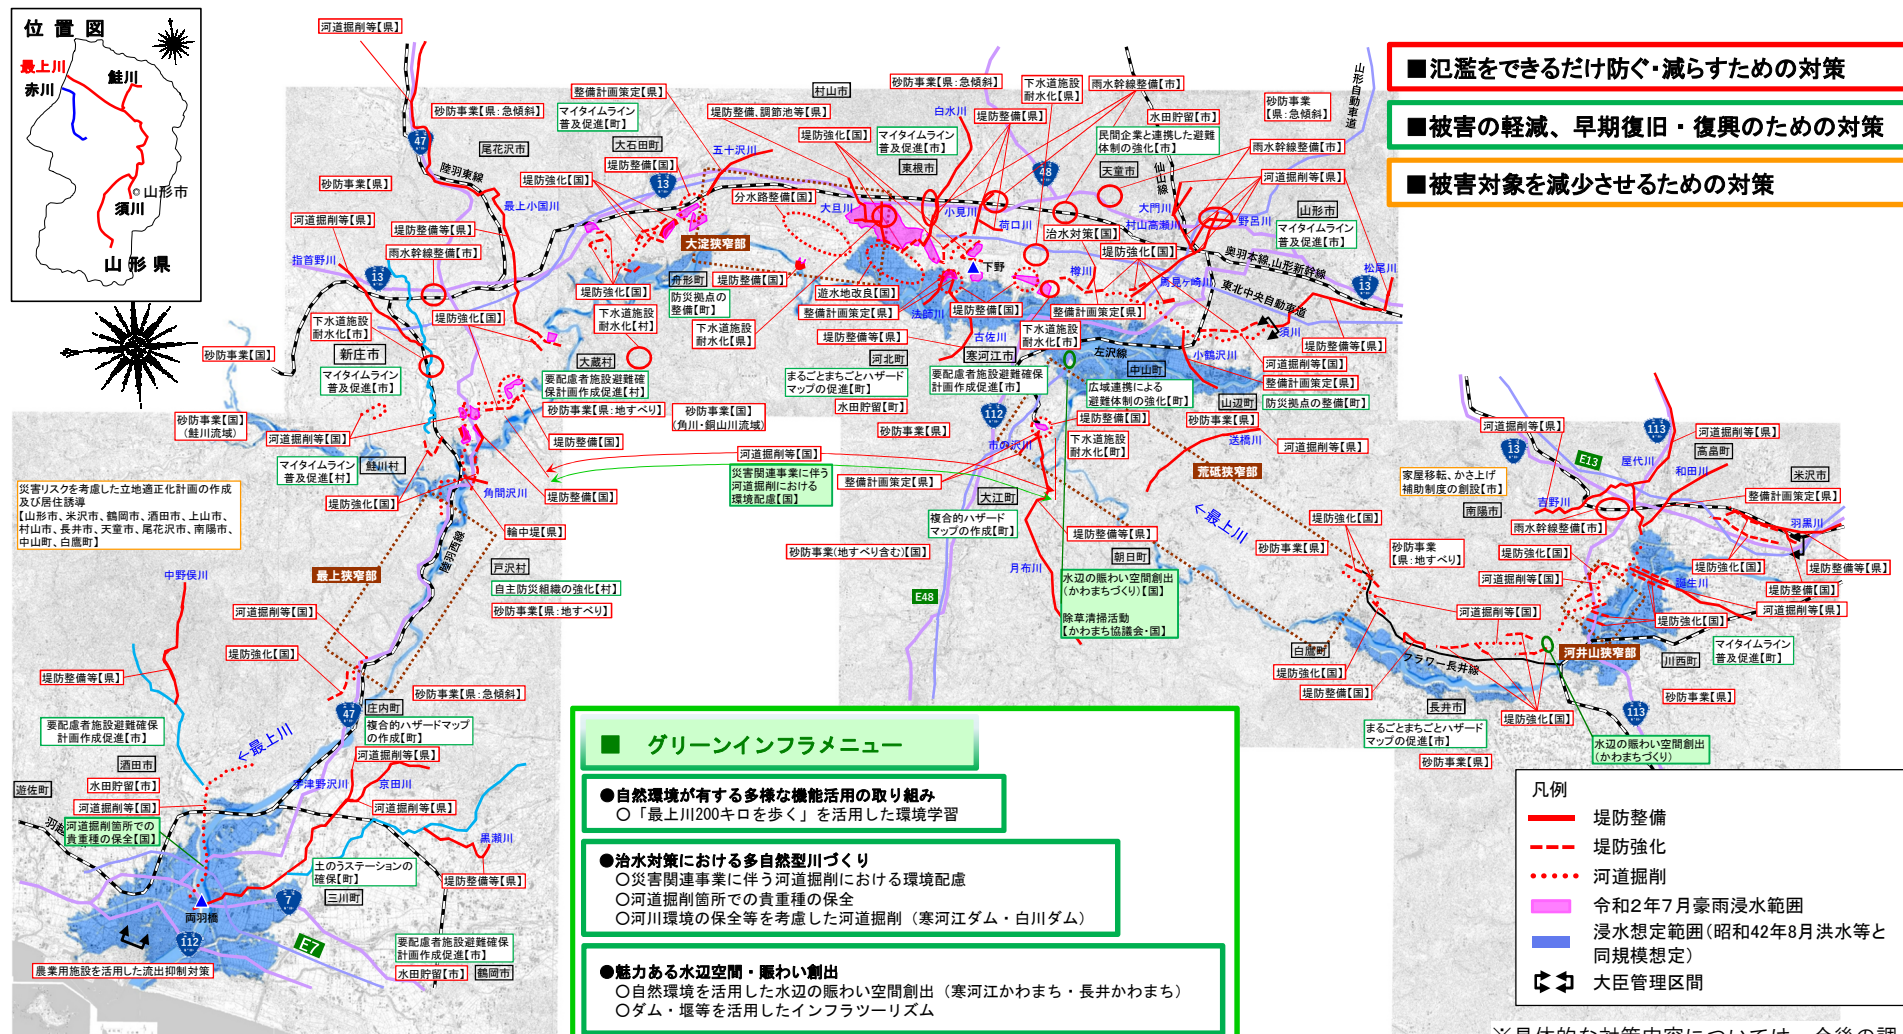 位置図
最上川
赤川
鮭川
山形市
須川
山形県
■氾濫をできるだけ防ぐ・減らすための対策
■被害の軽減、早期復旧・復興のための対策
■被害対象を減少させるための対策
河道掘削等【県】
整備計画策定【県】
村山市
砂防事業【県:急傾斜】
下水道施設
耐水化【県】
雨水幹線整備【市】
山形自動車道
砂防事業【県:急傾斜】
マイタイムライン
普及促進【町】
堤防整備、調節池等【県】
白水川
堤防整備【県】
水田貯留【市】
砂防事業
【県:急傾斜】
47
尾花沢市
大石田町
五十沢川
堤防強化【国】
マイタイムライン
普及促進【市】
民間企業と連携した避難
体制の強化【市】
雨水幹線整備【市】
陸羽東線
堤防整備【国】
東根市
48
天童市
仙山線
河道掘削等【県】
砂防事業【県】
堤防強化【国】
13
分水路整備【国】
最上小国川
大旦川
小見川
荷口川
大門川
村山高瀬川
野呂川
山形市
マイタイムライン
普及促進【市】
河道掘削等【県】
堤防整備等【県】
雨水幹線整備【市】
大淀狭窄部
治水対策【国】
堤防強化【国】
奥羽本線,山形新幹線
指首野川
13
舟形町
堤防整備【国】
下野
樽川
馬見ヶ崎川
東北中央自動車道
松尾川
13
堤防強化【国】
防災拠点の
整備【町】
遊水地改良【国】
整備計画策定【県】
法師川
堤防整備【国】
整備計画策定【県】
須川
下水道施設
耐水化【市】
堤防強化【国】
下水道施設
耐水化【村】
下水道施設
耐水化【県】
堤防整備等【県】
古佐川
下水道施設
耐水化【市】
左沢線
小鶴沢川
堤防整備等【県】
砂防事業【国】
新庄市
大蔵村
河北町
寒河江市
中山町
河道掘削等【国】
マイタイムライン
普及促進【市】
要配慮者施設避難確
保計画作成促進【村】
まるごとまちごとハザード
マップの促進【町】
要配慮者施設避難確保
計画作成促進【市】
広域連携による
避難体制の強化【町】
整備計画策定【県】
山辺町
防災拠点の整備【町】
砂防事業【国】
(鮭川流域)
河道掘削等【国】
砂防事業【県:地すべり】
砂防事業【国】
(角川・銅山川流域)
水田貯留【町】
砂防事業【県】
112
堤防整備【国】
砂防事業【県】
堤防整備【国】
市の沢川
下水道施設
耐水化【町】
送橋川
河道掘削等【県】
マイタイムライン
普及促進【村】
鮭川村
河道掘削等【国】
災害関連事業に伴う
河道掘削における
環境配慮【国】
整備計画策定【県】
荒砥狭窄部
堤防強化【国】
角間沢川
堤防整備【国】
大江町
←最上川
複合的ハザード
マップの作成【町】
輪中堤【県】
砂防事業(地すべり含む)【国】
堤防整備等【県】
朝日町
月布川
陸羽西線
最上狭窄部
戸沢村
自主防災組織の強化【村】
砂防事業【県:地すべり】
E48
水辺の賑わい空間創出
(かわまちづくり)【国】
除草清掃活動
【かわまち協議会・国】
災害リスクを考慮した立地適正化計画の作成
及び居住誘導
【山形市、米沢市、鶴岡市、酒田市、上山市、
村山市、長井市、天童市、尾花沢市、南陽市、
中山町、白鷹町】
河道掘削等【県】
113
13
E13
河道掘削等【県】
高畠町
屋代川
和田川
家屋移転、かさ上げ
補助制度の創設【市】
吉野川
南陽市
米沢市
整備計画策定【県】
雨水幹線整備【市】
羽黒川
堤防強化【国】
堤防強化【国】
砂防事業【県】
砂防事業
【県:地すべり】
堤防強化【国】
河道掘削等【国】
誕生川
堤防強化【国】
堤防整備等【県】
堤防整備【国】
河道掘削等【県】
河道掘削等【国】
堤防強化【国】
河井山狭窄部
川西町
マイタイムライン
普及促進【町】
白鷹町
フラワー長井線
堤防強化【国】
堤防整備【国】
長井市
堤防強化【国】
113
砂防事業【県】
まるごとまちごとハザード
マップの促進【市】
砂防事業【県】
水辺の賑わい空間創出
(かわまちづくり)
中野俣川
河道掘削等【国】
堤防強化【国】
堤防整備等【県】
砂防事業【県:急傾斜】
47
庄内町
複合的ハザードマップ
の作成【町】
要配慮者施設避難確保
計画作成促進【市】
←最上川
河道掘削等【県】
酒田市
遊佐町
水田貯留【市】
京田川
河道掘削等【国】
河道掘削等【県】
河道掘削箇所での
貴重種の保全【国】
黒瀬川
土のうステーションの
確保【町】
堤防整備等【県】
三川町
7
両羽橋
112
E7
要配慮者施設避難確保
計画作成促進【市】
水田貯留【市】
鶴岡市
農業用施設を活用した流出抑制対策
■ グリーンインフラメニュー
●自然環境が有する多様な機能活用の取り組み
○「最上川200キロを歩く」を活用した環境学習
●治水対策における多自然型川づくり
○災害関連事業に伴う河道掘削における環境配慮
○河道掘削箇所での貴重種の保全
○河川環境の保全等を考慮した河道掘削（寒河江ダム・白川ダム）
●魅力ある水辺空間・賑わい創出
○自然環境を活用した水辺の賑わい空間創出（寒河江かわまち・長井かわまち）
○ダム・堰等を活用したインフラツーリズム
凡例
堤防整備
堤防強化
河道掘削
令和2年7月豪雨浸水範囲
浸水想定範囲(昭和42年8月洪水等と
同規模想定)
大臣管理区間